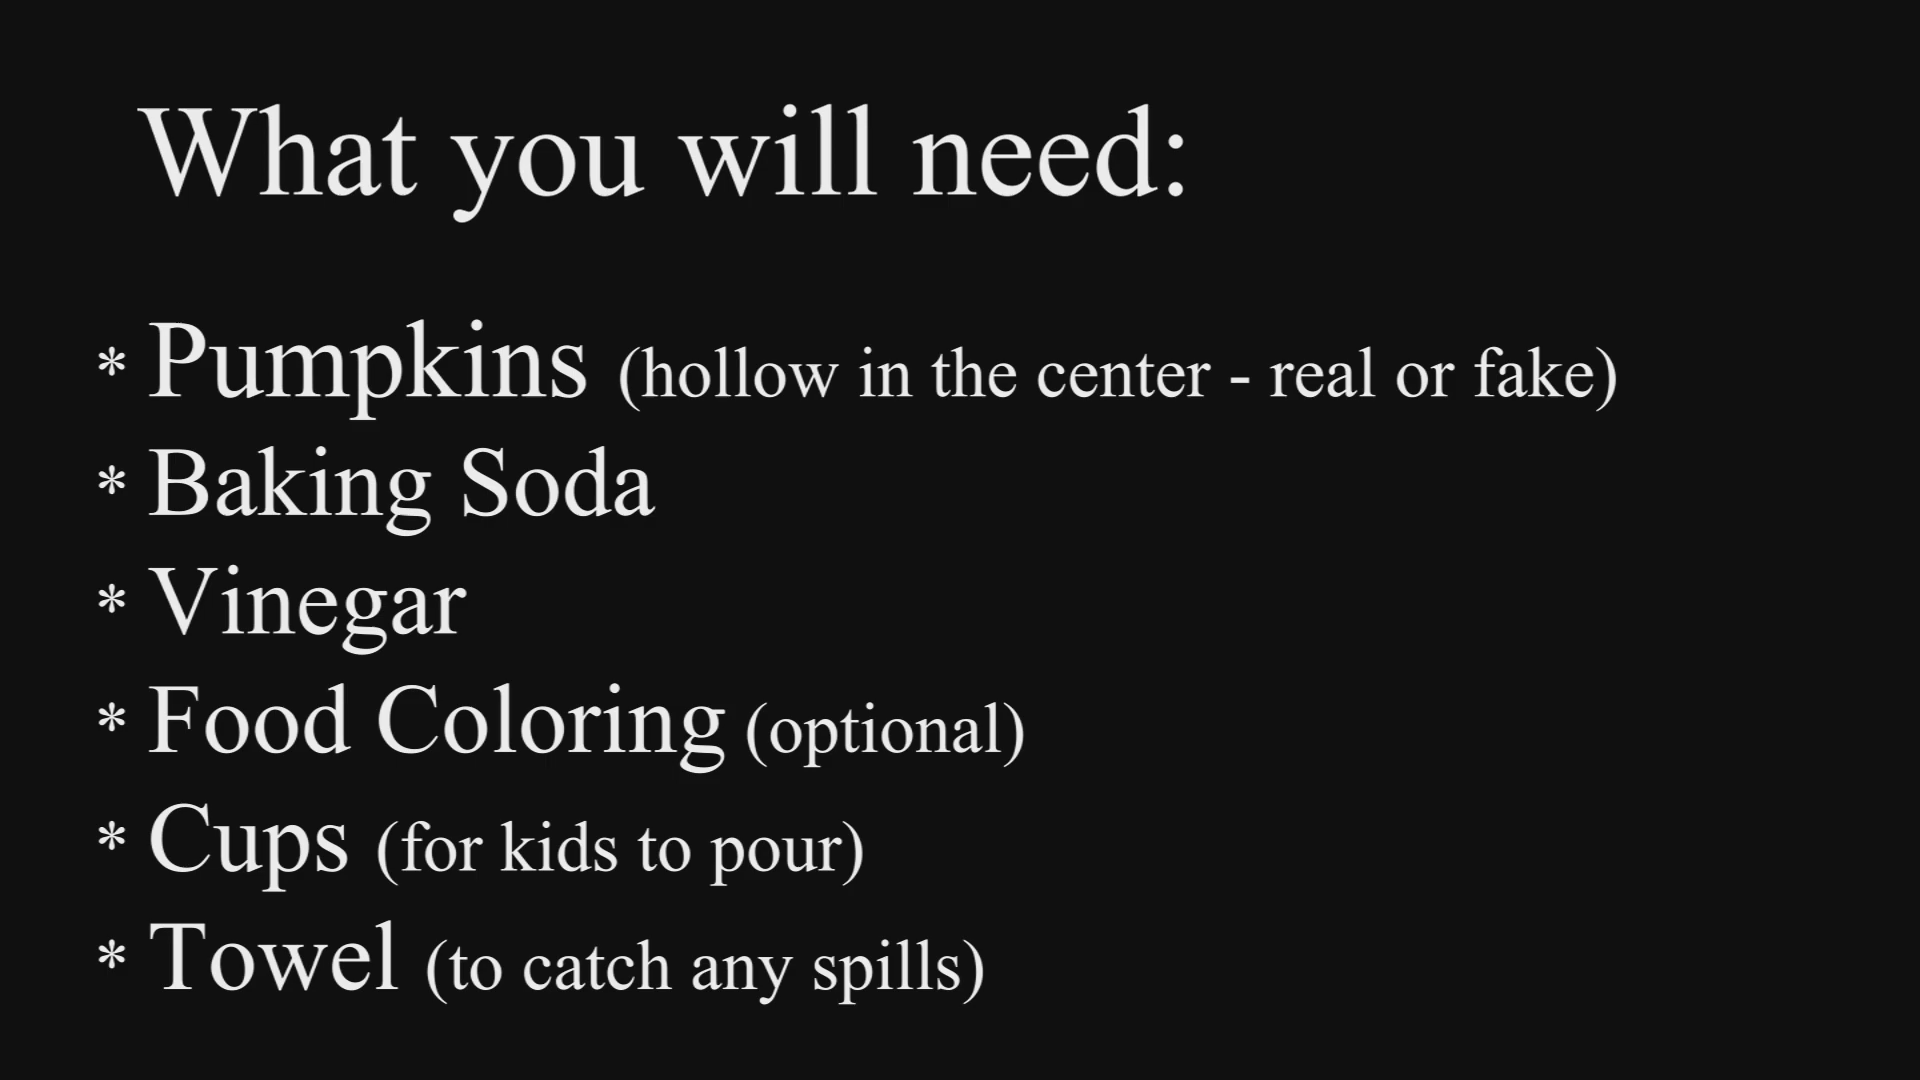 What you will need:
* Pumpkins (hollow in the center - real or fake)
* Baking Soda
* Vinegar
* Food Coloring (optional)
* Cups (for kids to pour)
* Towel (to catch any spills)